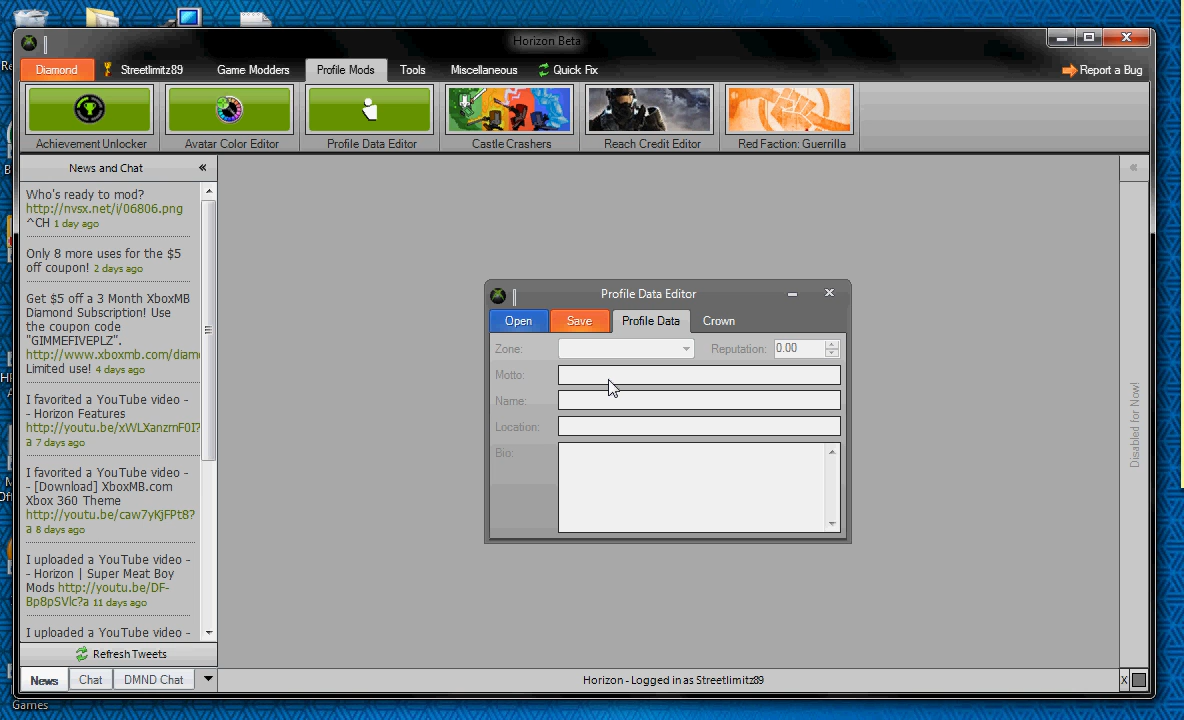 Horizon Beta
Diamond
Streetlimitz89
Game Modders
Profile Mods
Tools
Miscellaneous
Quick Fix
Report a Bug
Achievement Unlocker
Avatar Color Editor
Profile Data Editor
Castle Crashers
Reach Credit Editor
Red Faction: Guerrilla
News and Chat
Who's ready to mod?
http://nvsx.net/i/06806.png
^CH 1 day ago
Only 8 more uses for the $5
off coupon! 2 days ago
Get $5 off a 3 Month XboxMB
Diamond Subscription! Use
the coupon code
"GIMMEFIVEPLZ".
http://www.xboxmb.com/diam
Limited use! 4 days ago
I favorited a YouTube video -
- Horizon Features
http://youtu.be/xWLXanzrnF0I?
a 7 days ago
I favorited a YouTube video -
- [Download] XboxMB.com
Xbox 360 Theme
http://youtu.be/caw7yKjFPt8?
a 8 days ago
I uploaded a YouTube video -
- Horizon | Super Meat Boy
Mods http://youtu.be/DF-
Bp8pSVlc?a 11 days ago
I uploaded a YouTube video -
Refresh Tweets
News
Chat
DMND Chat
Profile Data Editor
Open
Save
Profile Data
Crown
Zone:
Reputation:
0.00
Motto:
Name:
Location:
Bio:
Disabled for Now!
Horizon - Logged in as Streetlimitz89
X
Games